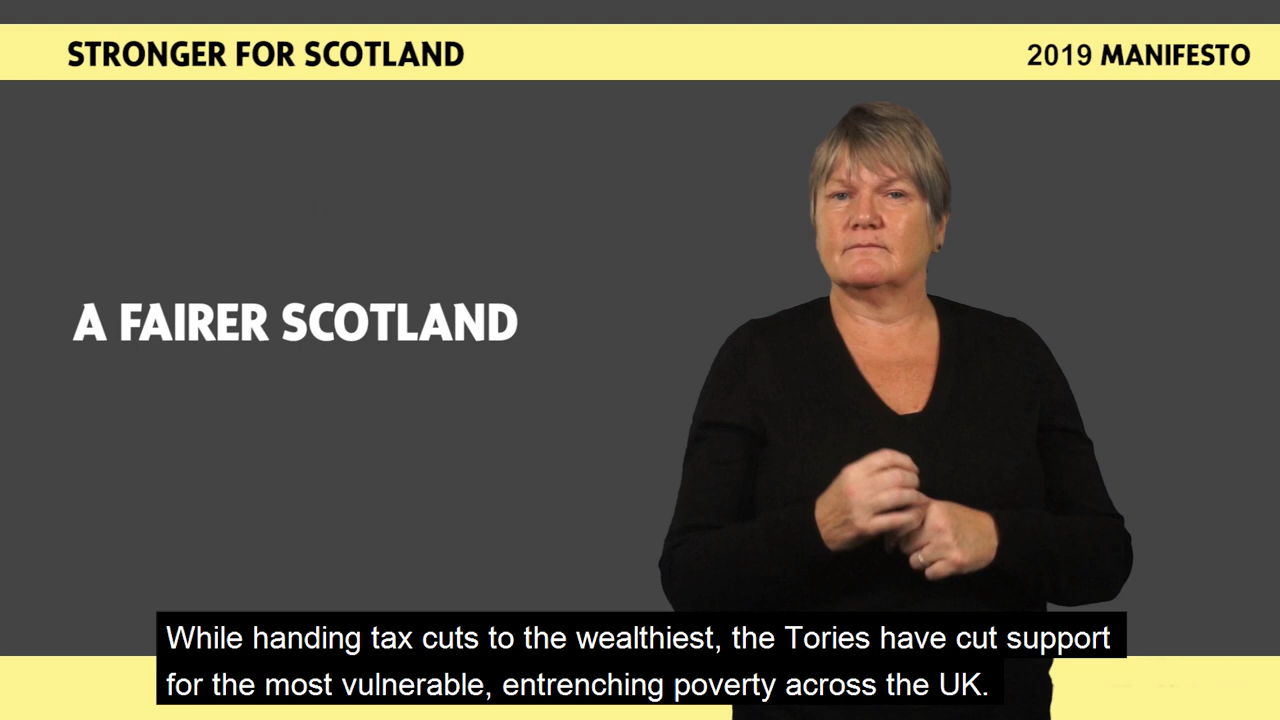 STRONGER FOR SCOTLAND
2019 MANIFESTO
A FAIRER SCOTLAND
While handing tax cuts to the wealthiest, the Tories have cut support
for the most vulnerable, entrenching poverty across the UK.